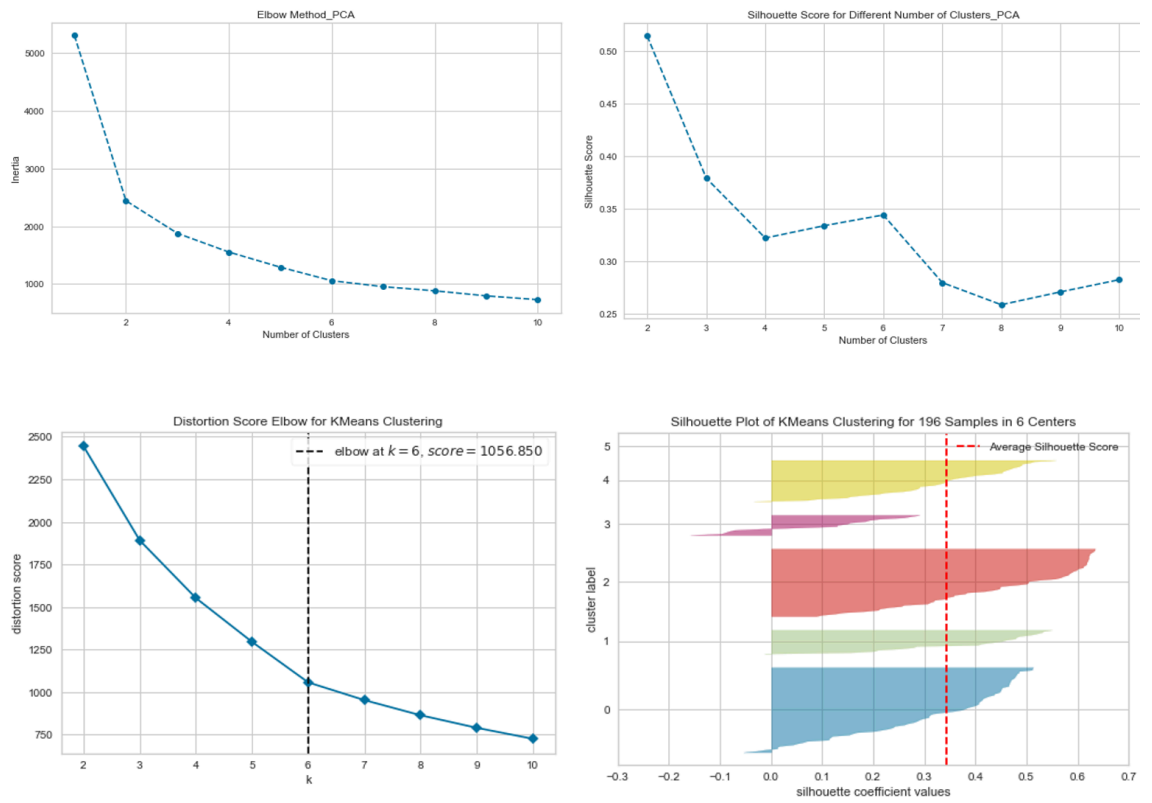 Elbow Method_PCA
5000
4000
3000
2000
1000
Inertia
2 4 6 8 10
Number of Clusters
Silhouette Score for Different Number of Clusters_PCA
0.50
0.45
0.40
0.35
0.30
0.25
Silhouette Score
2 3 4 5 6 7 8 9 10
Number of Clusters
Distortion Score Elbow for KMeans Clustering
elbow at k = 6, score = 1056.850
2500
2250
2000
1750
1500
1250
1000
750
distortion score
2 3 4 5 6 7 8 9 10
k
Silhouette Plot of KMeans Clustering for 196 Samples in 6 Centers
Average Silhouette Score
5
4
3
2
1
0
cluster label
−0.3 −0.2 −0.1 0.0 0.1 0.2 0.3 0.4 0.5 0.6 0.7
silhouette coefficient values